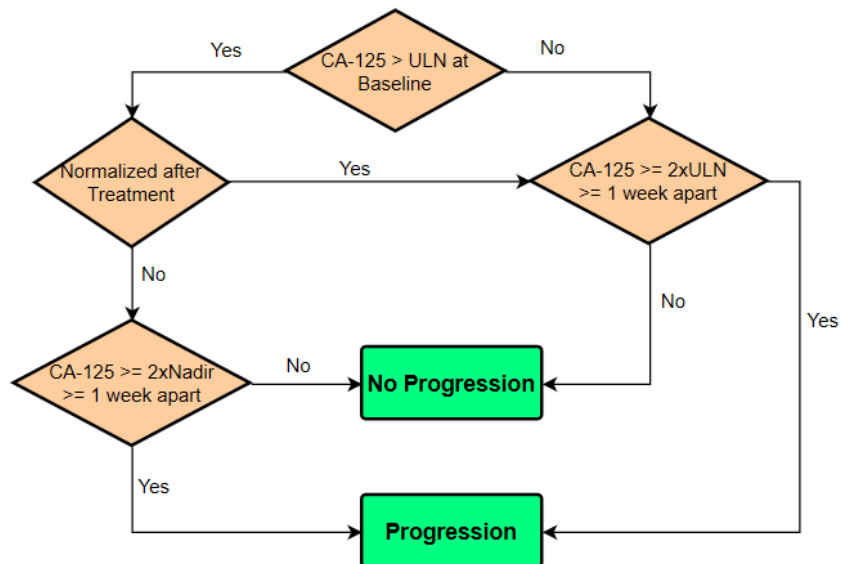 Yes
CA-125 > ULN at
Baseline
No
Normalized after
Treatment
Yes
CA-125 >= 2xULN
>= 1 week apart
No
No
Yes
CA-125 >= 2xNadir
>= 1 week apart
No
No Progression
Yes
Progression